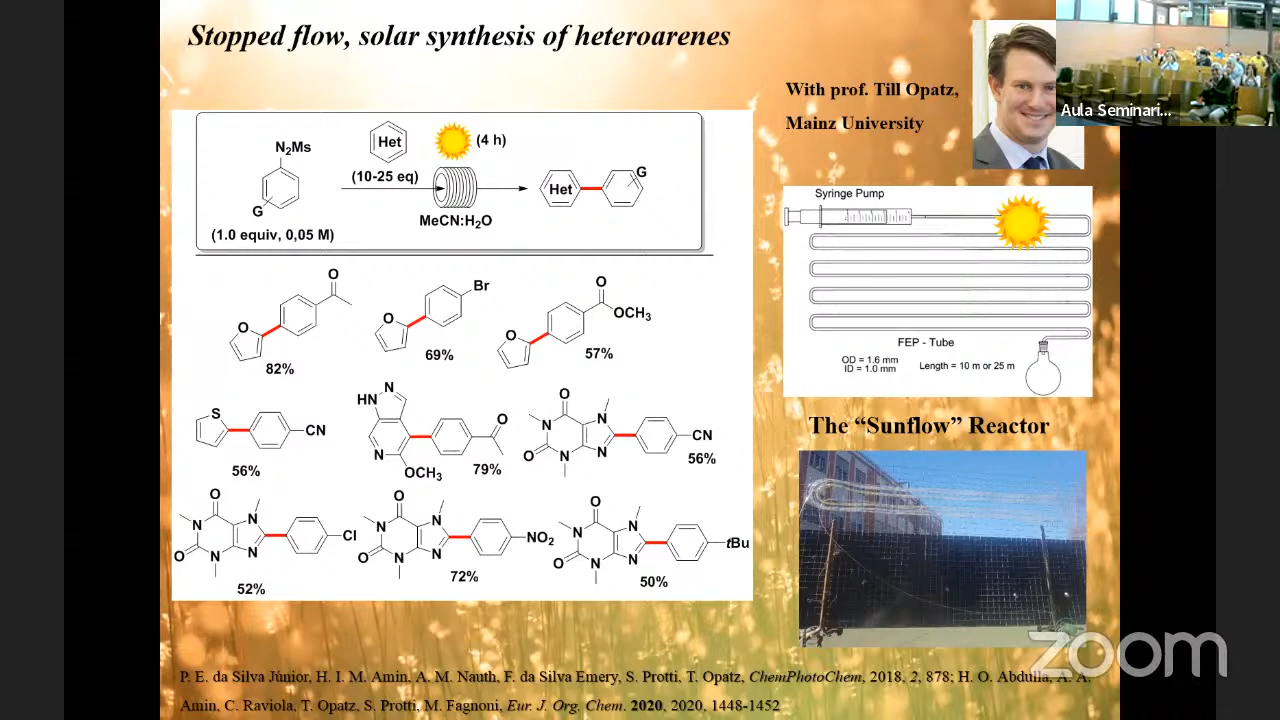 Stopped flow, solar synthesis of heteroarenes
With prof. Till Opatz,
Mainz University
Aula Seminari...
N2Ms
G
(1.0 equiv, 0,05 M)
Het
(10-25 eq)
(4 h)
MeCN:H2O
Het
G
Syringe Pump
FEP - Tube
OD = 1.6 mm
ID = 1.0 mm
Length = 10 m or 25 m
O
O
82%
O
Br
69%
O
O
OCH3
57%
S
CN
56%
N
HN
N
OCH3
O
79%
O
N
N
O
N
N
CN
56%
O
N
N
O
N
N
Cl
52%
O
N
N
O
N
N
NO2
72%
O
N
N
O
N
N
tBu
50%
The “Sunflow” Reactor
zoom
P. E. da Silva Júnior, H. I. M. Amin, A. M. Nauth, F. da Silva Emery, S. Protti, T. Opatz, ChemPhotoChem, 2018, 2, 878; H. O. Abdulla, A. A.
Amin, C. Raviola, T. Opatz, S. Protti, M. Fagnoni, Eur. J. Org. Chem. 2020, 2020, 1448-1452